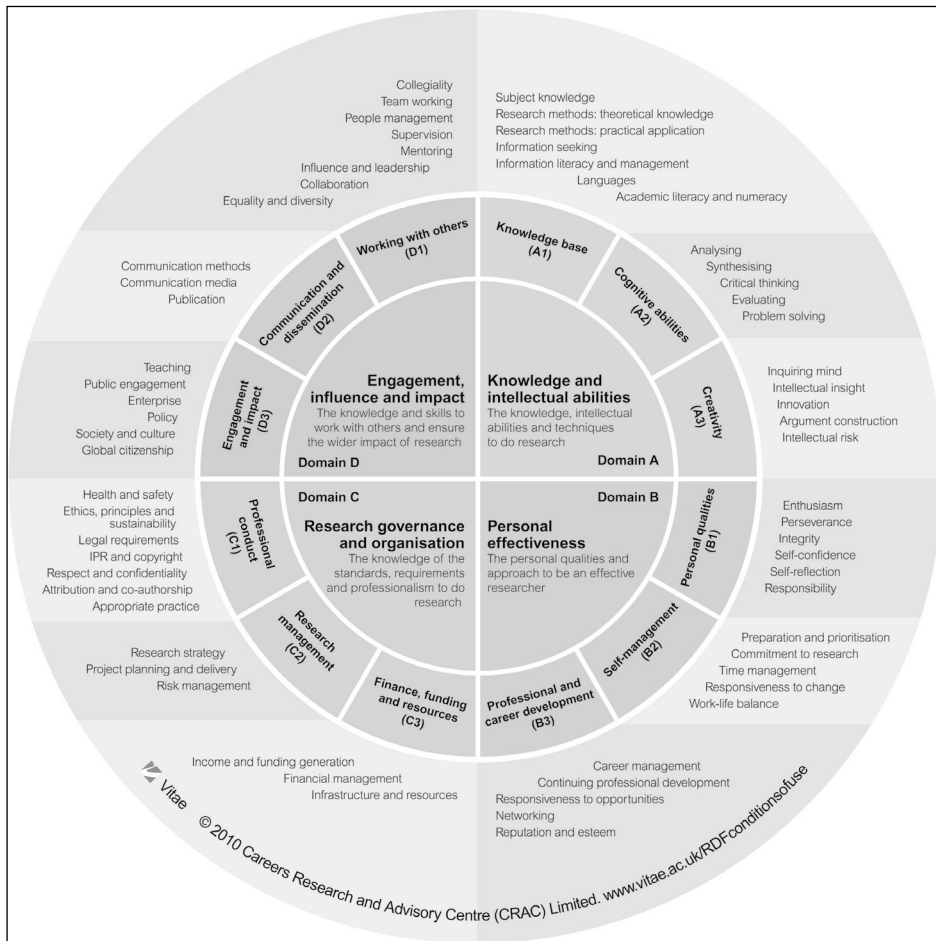 Collegiality
Team working
People management
Supervision
Mentoring
Influence and leadership
Collaboration
Equality and diversity
Subject knowledge
Research methods: theoretical knowledge
Research methods: practical application
Information seeking
Information literacy and management
Languages
Academic literacy and numeracy
Working with others
(D1)
Knowledge base
(A1)
Communication methods
Communication media
Publication
Communication and
dissemination
(D2)
Cognitive abilities
(A2)
Analysing
Synthesising
Critical thinking
Evaluating
Problem solving
Teaching
Public engagement
Enterprise
Policy
Society and culture
Global citizenship
Engagement
and impact
(D3)
Engagement,
influence and impact
The knowledge and skills to
work with others and ensure
the wider impact of research
Domain D
Knowledge and
intellectual abilities
The knowledge, intellectual
abilities and techniques
to do research
Domain A
Creativity
(A3)
Inquiring mind
Intellectual insight
Innovation
Argument construction
Intellectual risk
Health and safety
Ethics, principles and
sustainability
Legal requirements
IPR and copyright
Respect and confidentiality
Attribution and co-authorship
Appropriate practice
Professional
conduct
(C1)
Domain C
Research governance
and organisation
The knowledge of the
standards, requirements
and professionalism to do
research
Domain B
Personal
effectiveness
The personal qualities and
approach to be an effective
researcher
Personal qualities
(B1)
Enthusiasm
Perseverance
Integrity
Self-confidence
Self-reflection
Responsibility
Research strategy
Project planning and delivery
Risk management
Research
management
(C2)
Self-management
(B2)
Preparation and prioritisation
Commitment to research
Time management
Responsiveness to change
Work-life balance
Finance, funding
and resources
(C3)
Professional and
career development
(B3)
Income and funding generation
Financial management
Infrastructure and resources
Career management
Continuing professional development
Responsiveness to opportunities
Networking
Reputation and esteem
Vitae © 2010 Careers Research and Advisory Centre (CRAC) Limited. www.vitae.ac.uk/RDFconditionsofuse